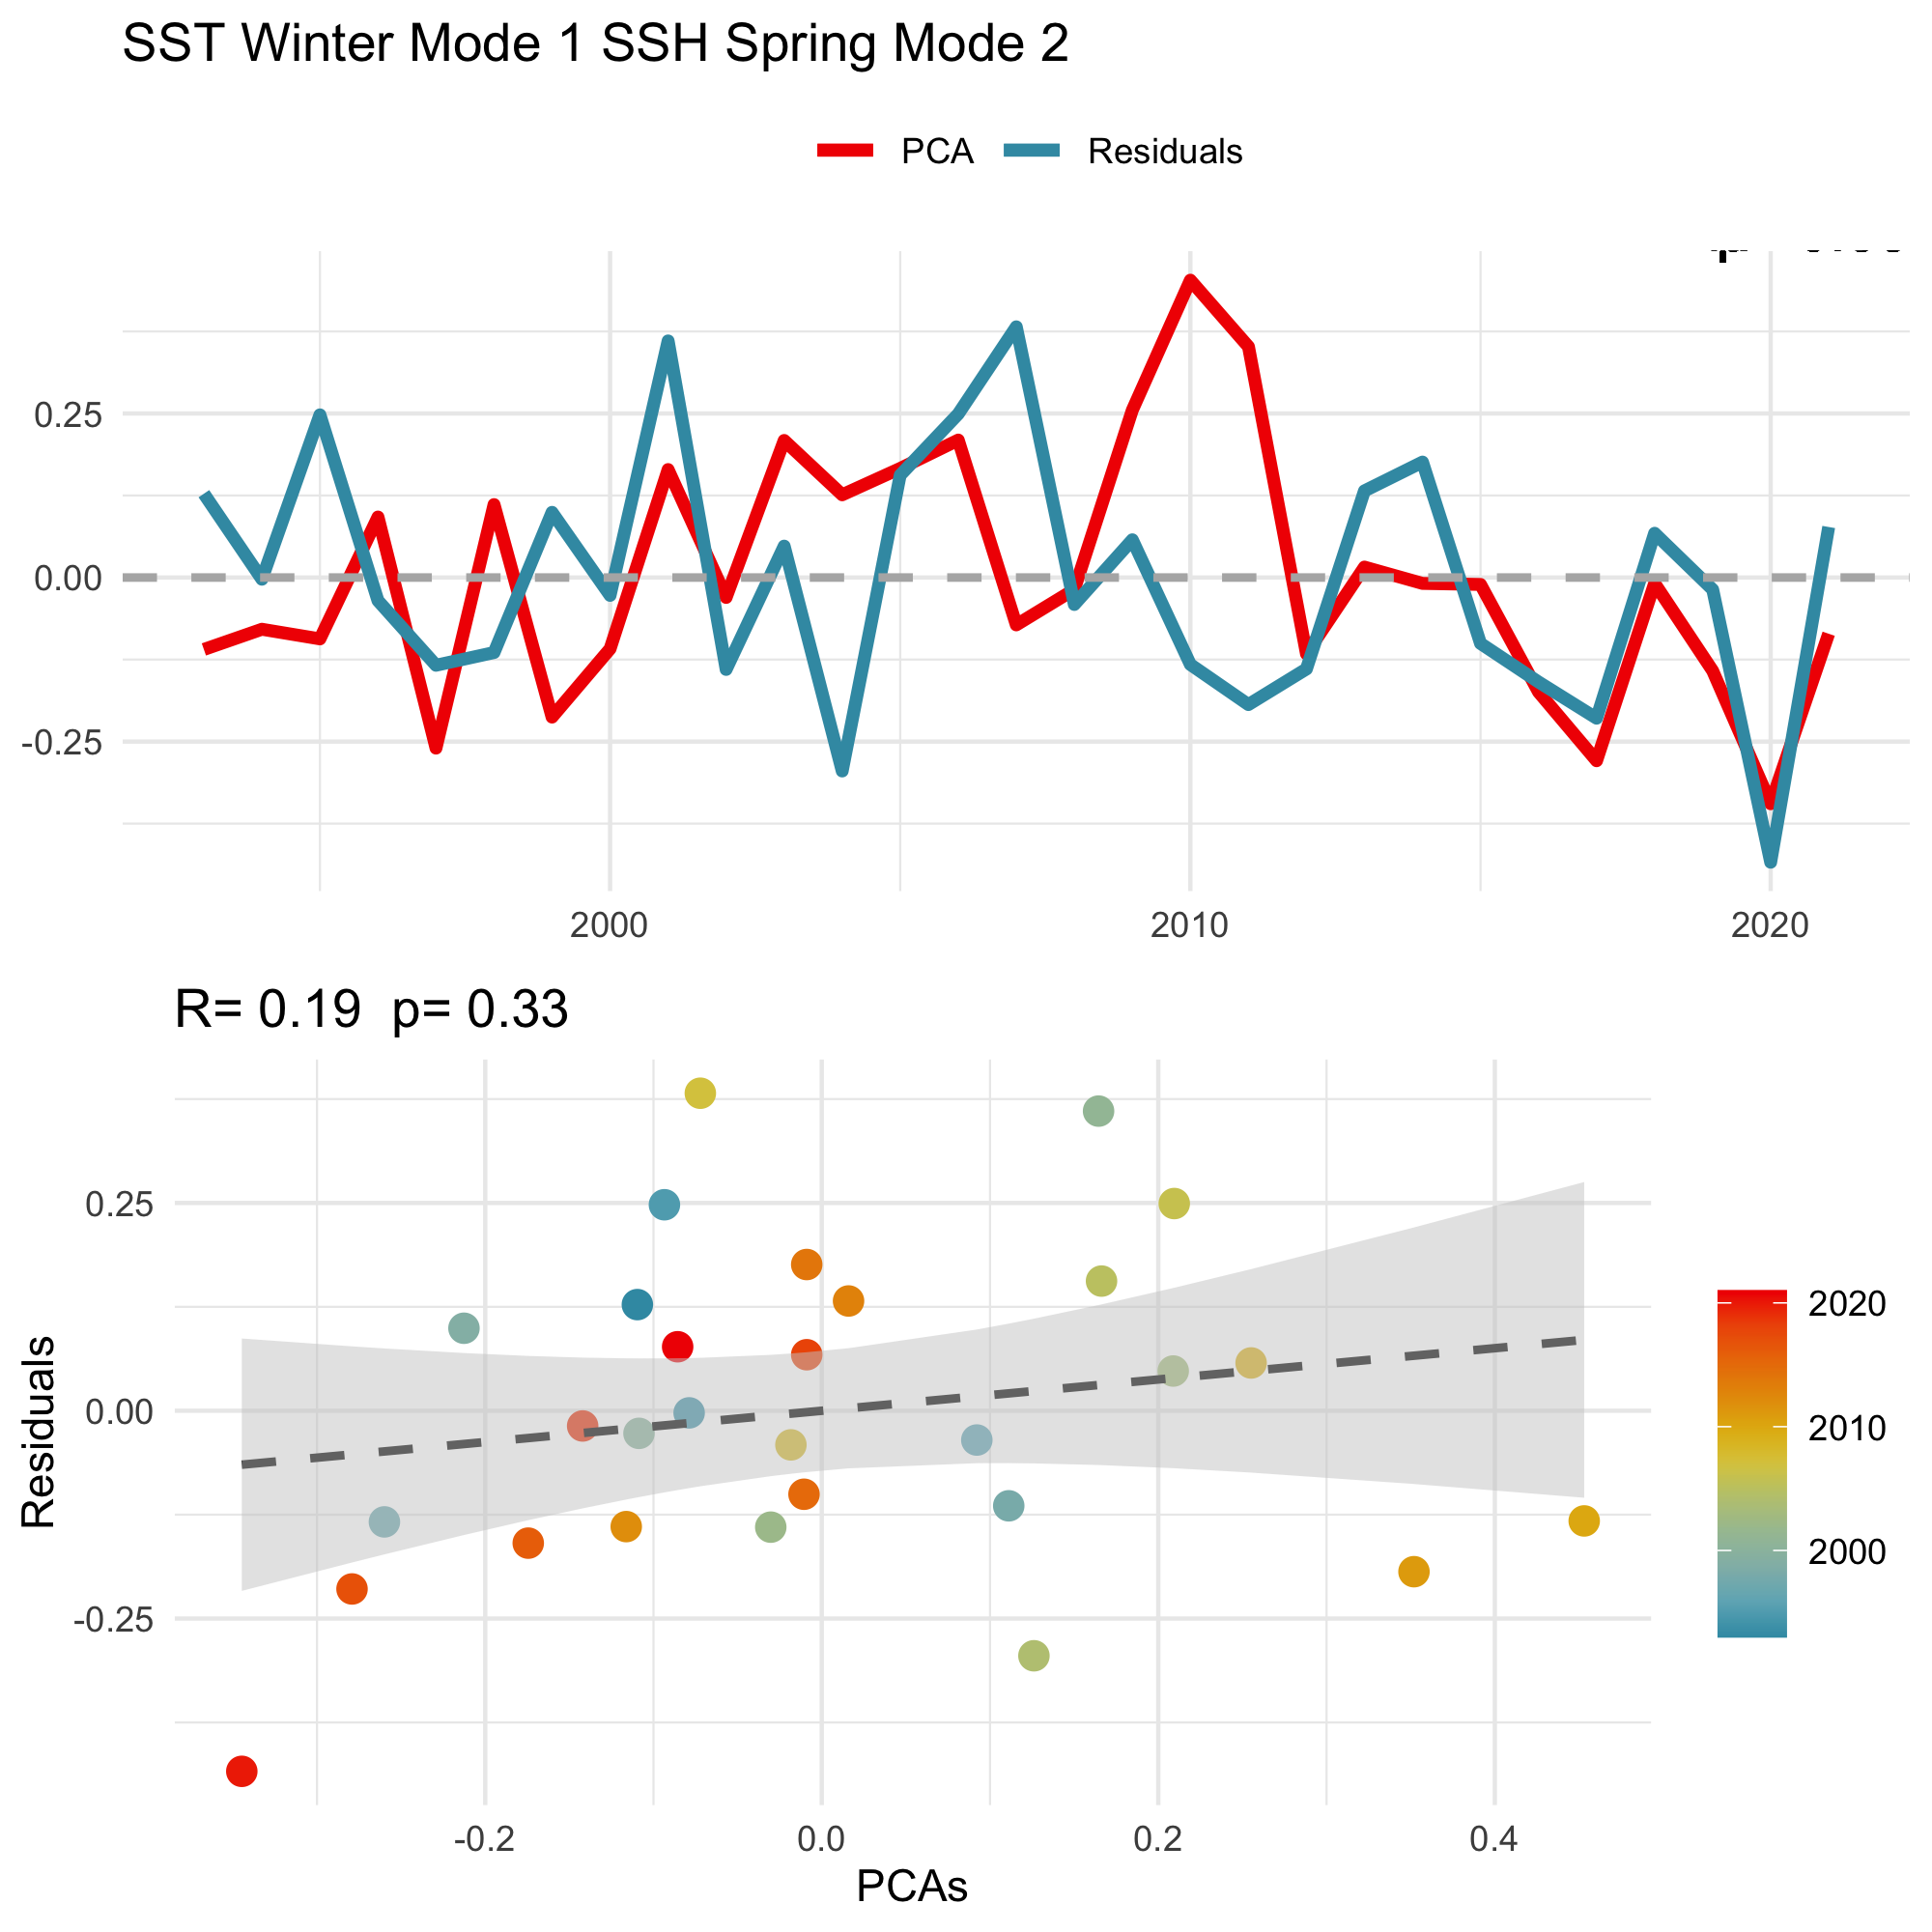 SST Winter Mode 1 SSH Spring Mode 2
PCA Residuals
0.25
0.00
-0.25
2000 2010 2020
R= 0.19 p= 0.33
Residuals
0.25
0.00
-0.25
-0.2 0.0 0.2 0.4
PCAs
2020
2010
2000